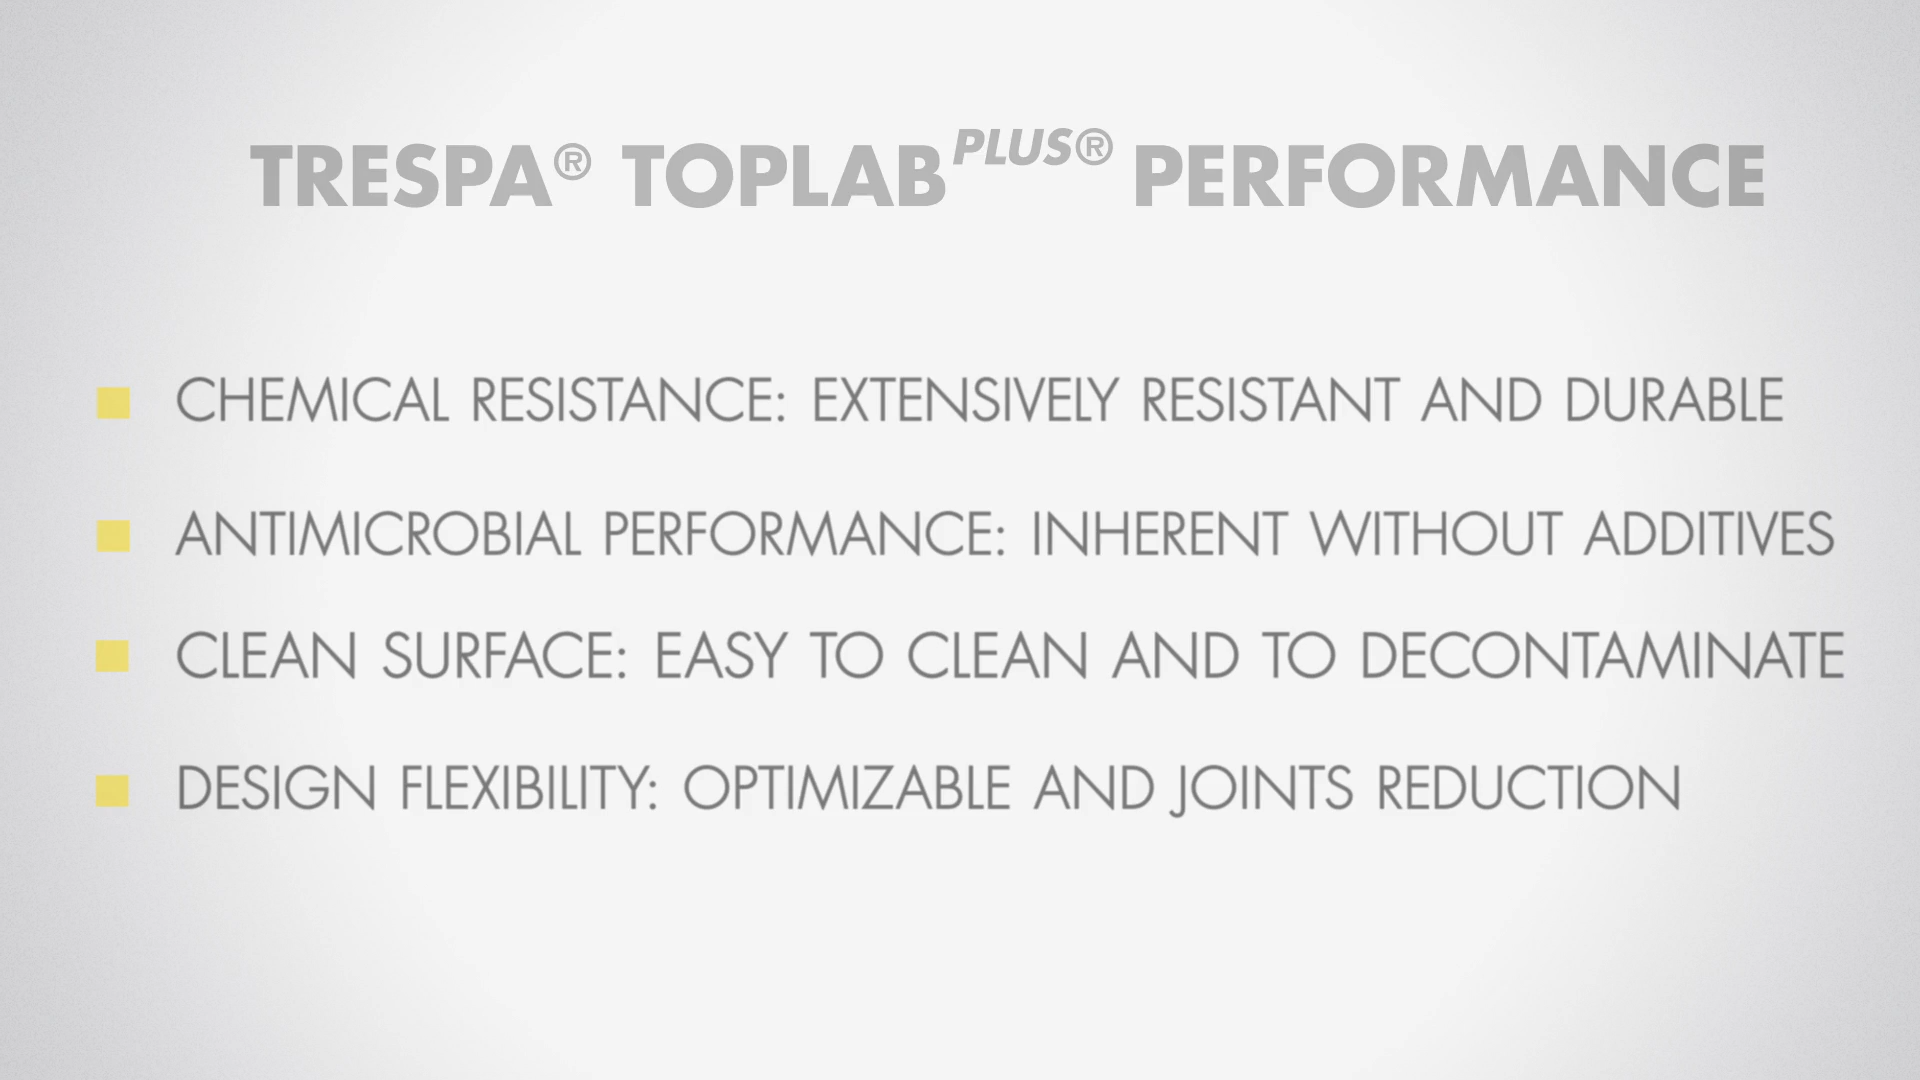 TRESPA® TOPLAB PLUS® PERFORMANCE
CHEMICAL RESISTANCE: EXTENSIVELY RESISTANT AND DURABLE
ANTIMICROBIAL PERFORMANCE: INHERENT WITHOUT ADDITIVES
CLEAN SURFACE: EASY TO CLEAN AND TO DECONTAMINATE
DESIGN FLEXIBILITY: OPTIMIZABLE AND JOINTS REDUCTION